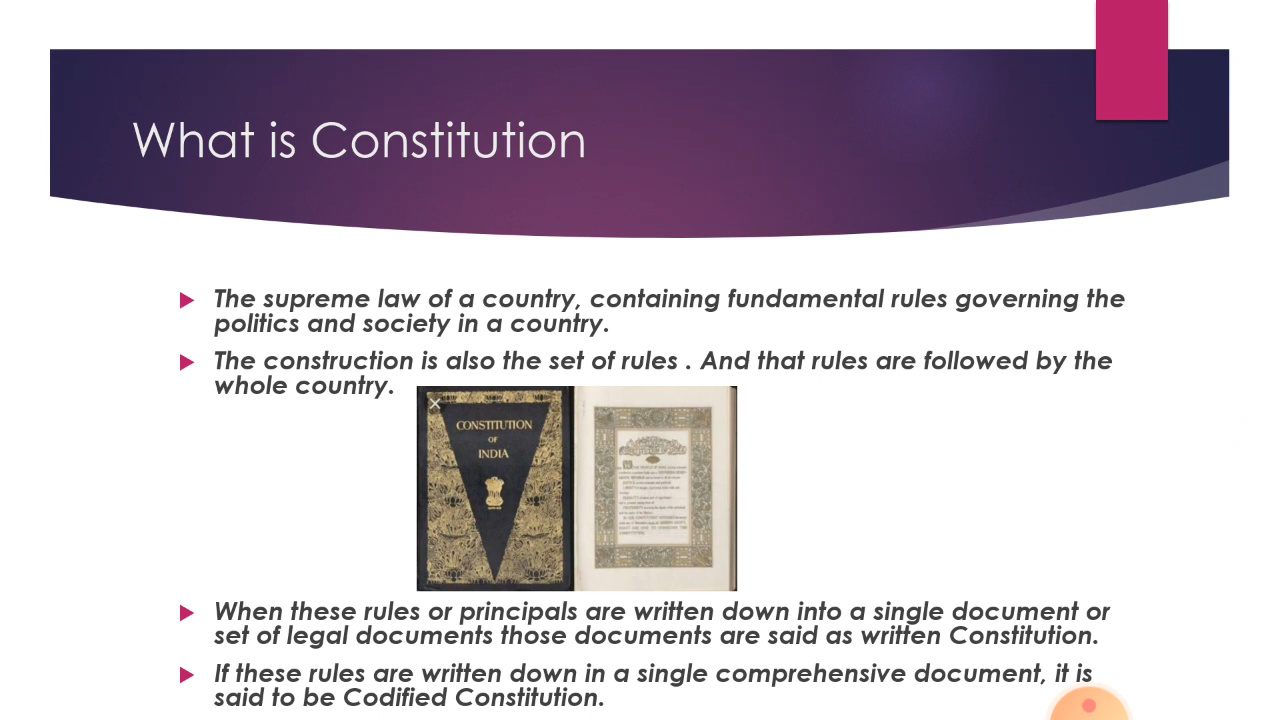 What is Constitution
The supreme law of a country, containing fundamental rules governing the
politics and society in a country.
The construction is also the set of rules . And that rules are followed by the
whole country.
CONSTITUTION
OF
INDIA
When these rules or principals are written down into a single document or
set of legal documents those documents are said as written Constitution.
If these rules are written down in a single comprehensive document, it is
said to be Codified Constitution.